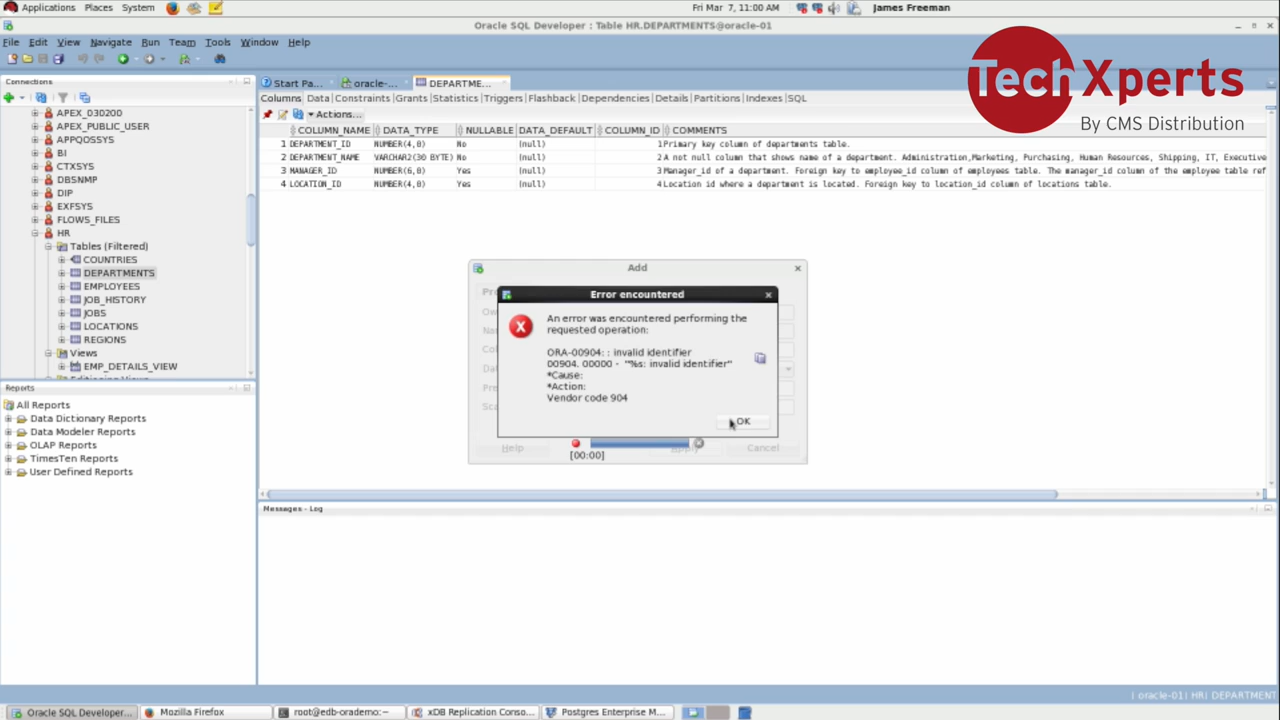 Applications Places System Fri Mar 7, 11:00 AM James Freeman
Oracle SQL Developer : Table HR.DEPARTMENTS@oracle-01
File Edit View Navigate Run Team Tools Window Help
TechXperts
By CMS Distribution
Connections
APEX_030200
APEX_PUBLIC_USER
APPQOSSYS
BI
CTXSYS
DBSNMP
DIP
EXFSYS
FLOWS_FILES
HR
Tables (Filtered)
COUNTRIES
DEPARTMENTS
EMPLOYEES
JOB_HISTORY
JOBS
LOCATIONS
REGIONS
Views
EMP_DETAILS_VIEW
Reports
All Reports
Data Dictionary Reports
Data Modeler Reports
OLAP Reports
TimesTen Reports
User Defined Reports
Start Pa... oracle-... DEPARTME...
Columns Data Constraints Grants Statistics Triggers Flashback Dependencies Details Partitions Indexes SQL
Actions...
COLUMN_NAME DATA_TYPE NULLABLE DATA_DEFAULT COLUMN_ID COMMENTS
1 DEPARTMENT_ID NUMBER(4,0) No (null) 1 Primary key column of departments table.
2 DEPARTMENT_NAME VARCHAR2(30 BYTE) No (null) 2 A not null column that shows name of a department. Administration,Marketing, Purchasing, Human Resources, Shipping, IT, Executive
3 MANAGER_ID NUMBER(6,0) Yes (null) 3 Manager_id of a department. Foreign key to employee_id column of employees table. The manager_id column of the employee table ref
4 LOCATION_ID NUMBER(4,0) Yes (null) 4 Location id where a department is located. Foreign key to location_id column of locations table.
Add
Error encountered
An error was encountered performing the
requested operation:
ORA-00904: : invalid identifier
00904. 00000 - "%s: invalid identifier"
*Cause:
*Action:
Vendor code 904
OK
Help Apply Cancel
[00:00]
Messages - Log
oracle-01 | HR | DEPARTMENT
Oracle SQL Developer... Mozilla Firefox root@edb-orademo:~ xDB Replication Conso... Postgres Enterprise M...